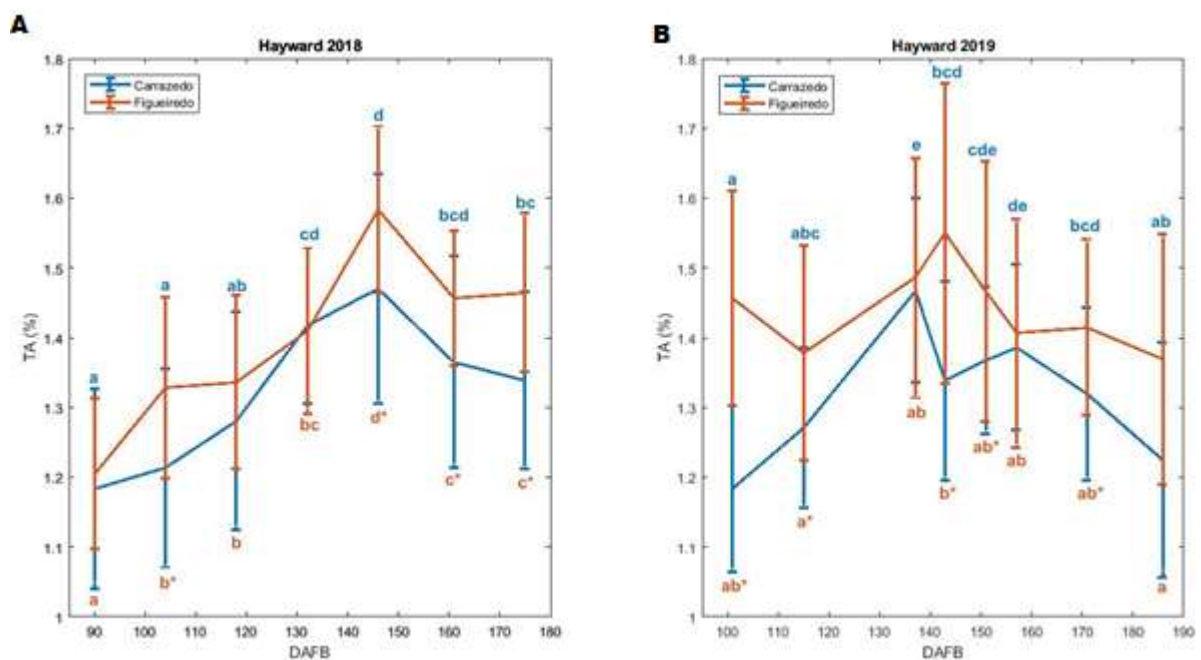 A
Hayward 2018
Carrazedo
Figueiredo
TA (%)
1.8
1.7
1.6
1.5
1.4
1.3
1.2
1.1
1
a
a
ab
cd
d
bcd
bc
a
b*
b
bc
d*
c*
c*
90 100 110 120 130 140 150 160 170 180
DAFB
B
Hayward 2019
Carrazedo
Figueiredo
TA (%)
1.8
1.7
1.6
1.5
1.4
1.3
1.2
1.1
1
a
abc
e
bcd
cde
de
bcd
ab
ab*
a*
ab
b*
ab*
ab
ab*
a
100 110 120 130 140 150 160 170 180 190
DAFB